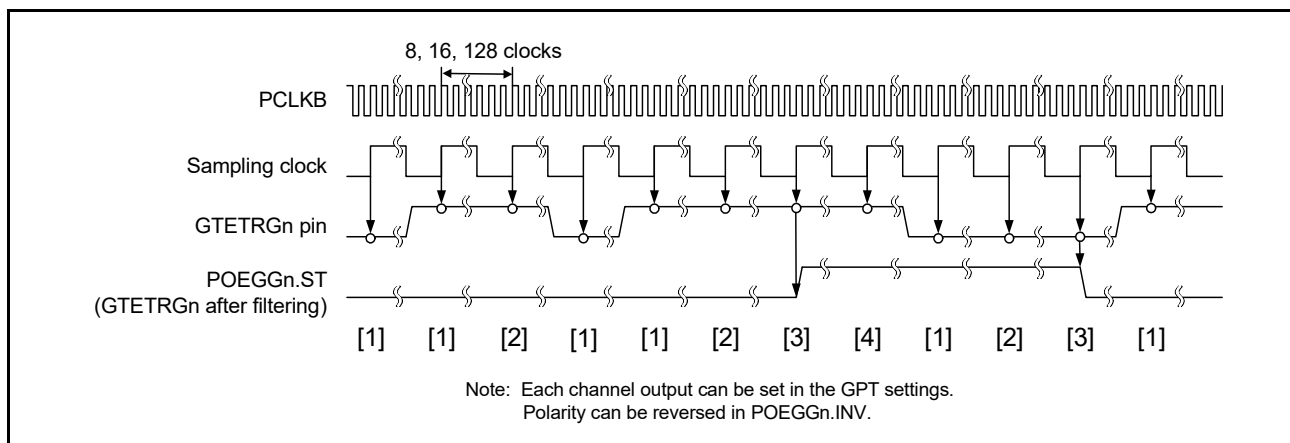 8, 16, 128 clocks
PCLKB
Sampling clock
GTETRGn pin
POEGGn.ST
(GTETRGn after filtering)
[1] [1] [2] [1] [1] [2] [3] [4] [1] [2] [3] [1]
Note: Each channel output can be set in the GPT settings.
Polarity can be reversed in POEGGn.INV.